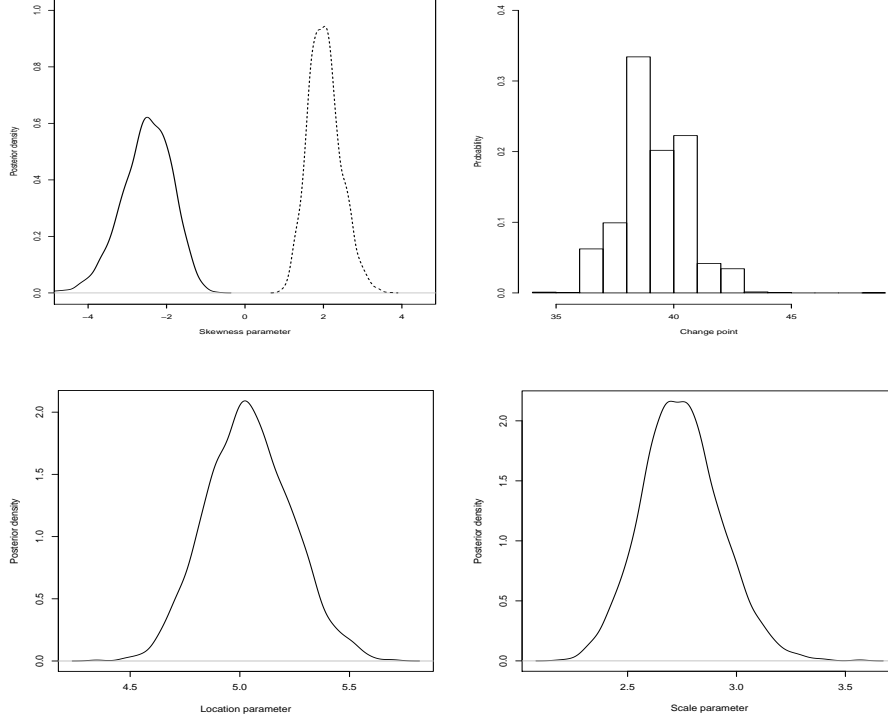 1.0
0.8
0.6
0.4
0.2
0.0
Posterior density
−4 −2 0 2 4
Skewness parameter
0.4
0.3
0.2
0.1
0.0
Probability
35 40 45
Change point
2.0
1.5
1.0
0.5
0.0
Posterior density
4.5 5.0 5.5
Location parameter
2.0
1.5
1.0
0.5
0.0
Posterior density
2.5 3.0 3.5
Scale parameter